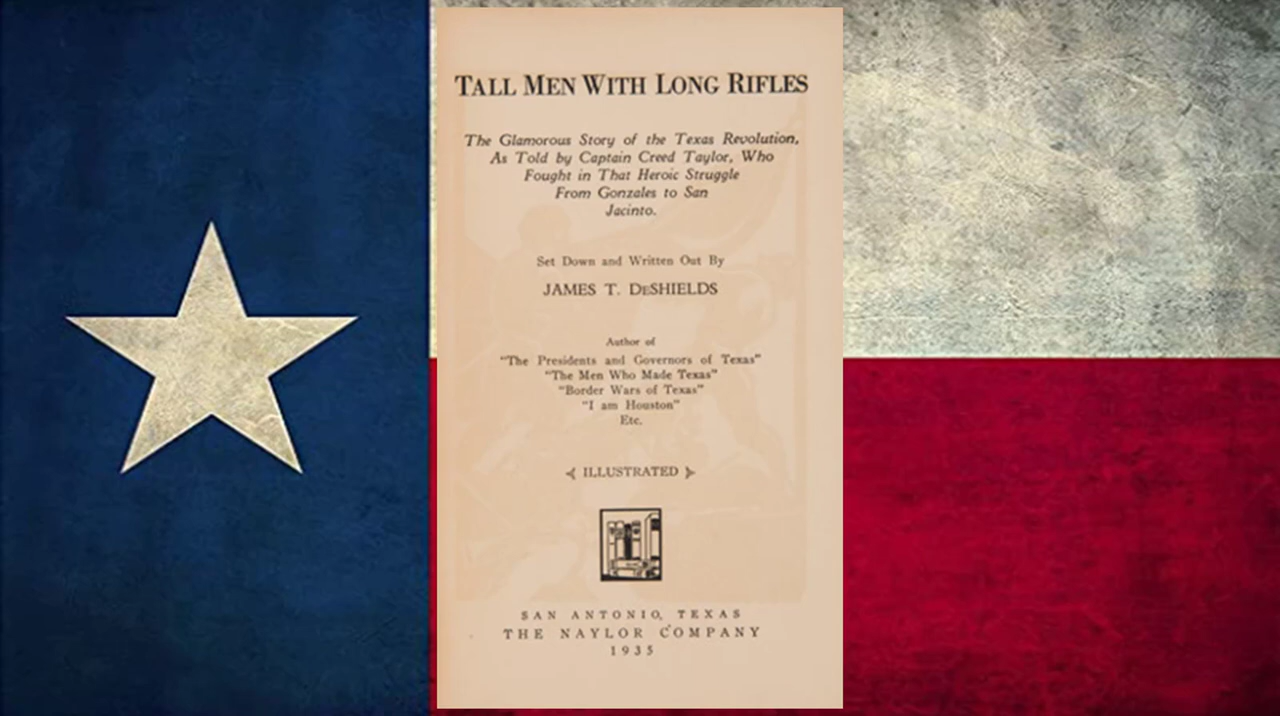 TALL MEN WITH LONG RIFLES
The Glamorous Story of the Texas Revolution,
As Told by Captain Creed Taylor, Who
Fought in That Heroic Struggle
From Gonzales to San
Jacinto.
Set Down and Written Out By
JAMES T. DESHIELDS
Author of
"The Presidents and Governors of Texas"
"The Men Who Made Texas"
"Border Wars of Texas"
"I am Houston"
Etc.
ILLUSTRATED
SAN ANTONIO, TEXAS
THE NAYLOR COMPANY
1935